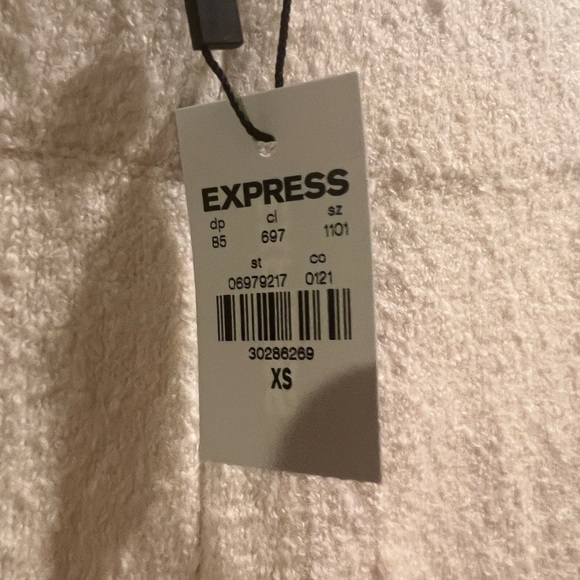 EXPRESS
dp cl sz
85 697 1101
st co
06979217 0121
30286269
XS